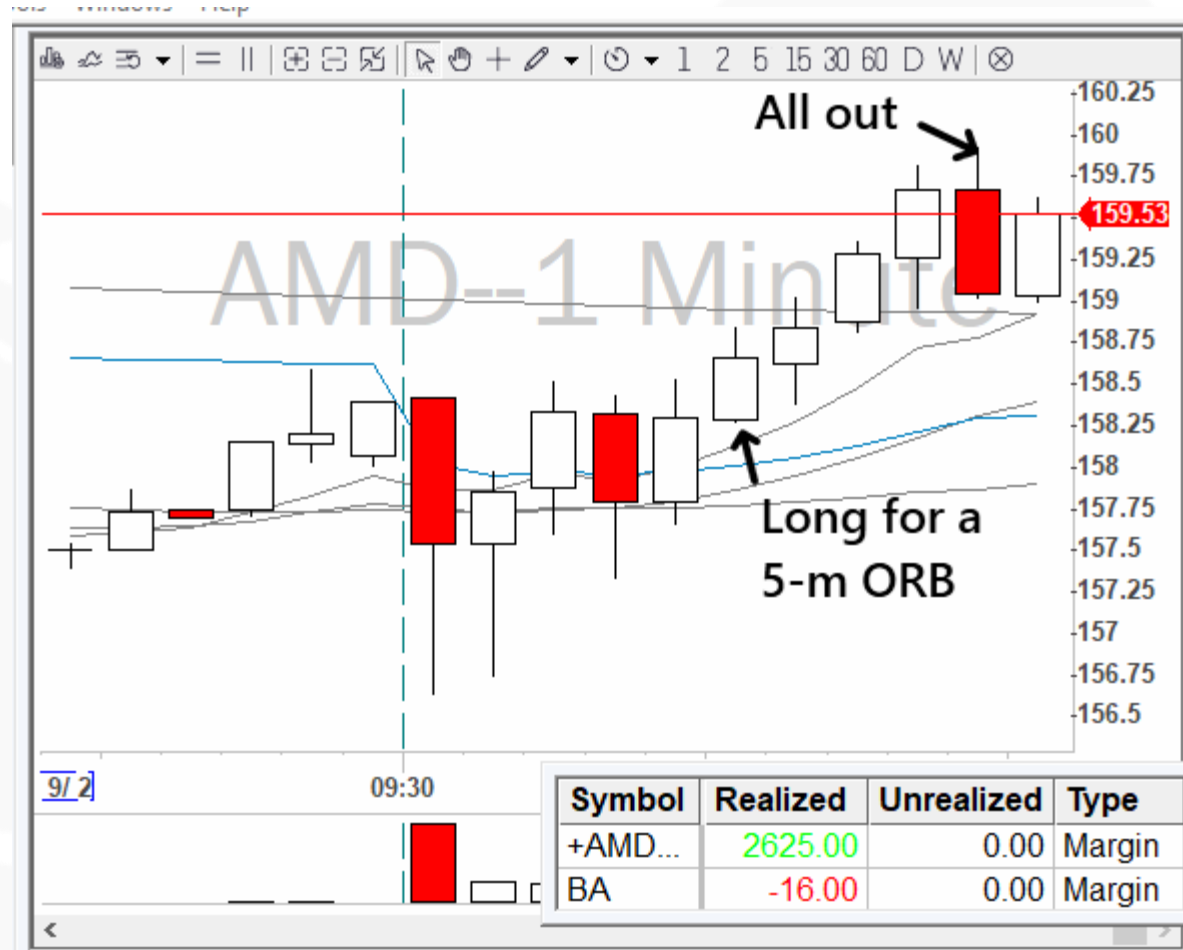 Windows Help
1 2 5 15 30 60 D W
160.25
All out
160
159.75
159.53
AMD--1 Minute
159.25
159
158.75
158.5
158.25
158
Long for a
5-m ORB
157.75
157.5
157.25
157
156.75
156.5
9/ 2
09:30
Symbol Realized Unrealized Type
+AMD... 2625.00 0.00 Margin
BA -16.00 0.00 Margin